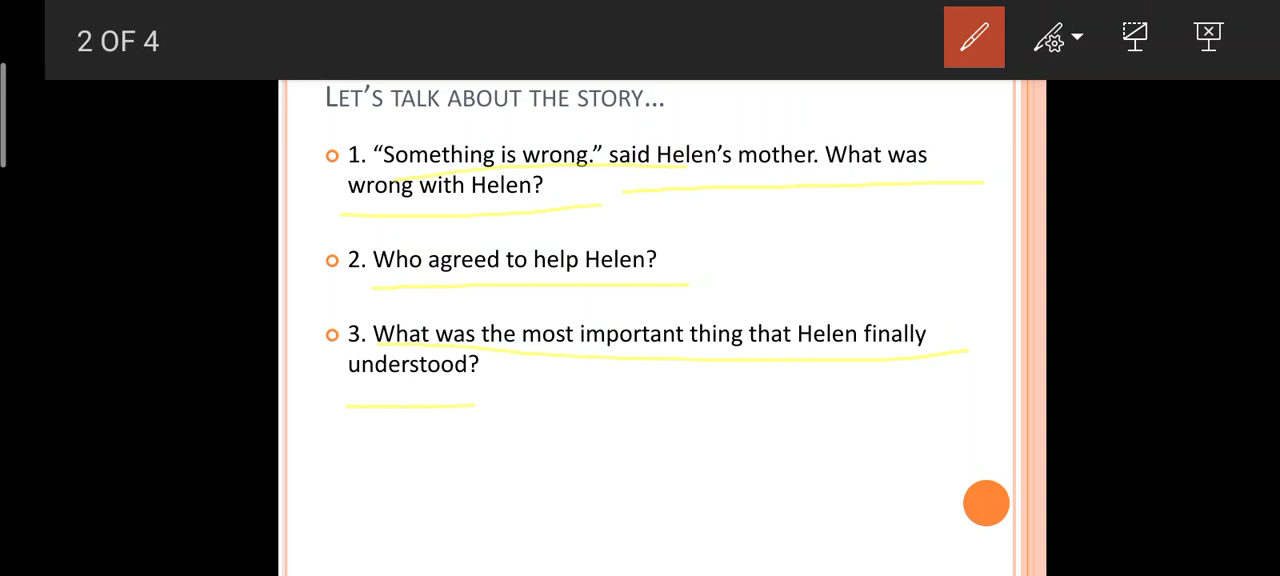 2 OF 4
LET'S TALK ABOUT THE STORY...
1. “Something is wrong.” said Helen’s mother. What was
wrong with Helen?
2. Who agreed to help Helen?
3. What was the most important thing that Helen finally
understood?